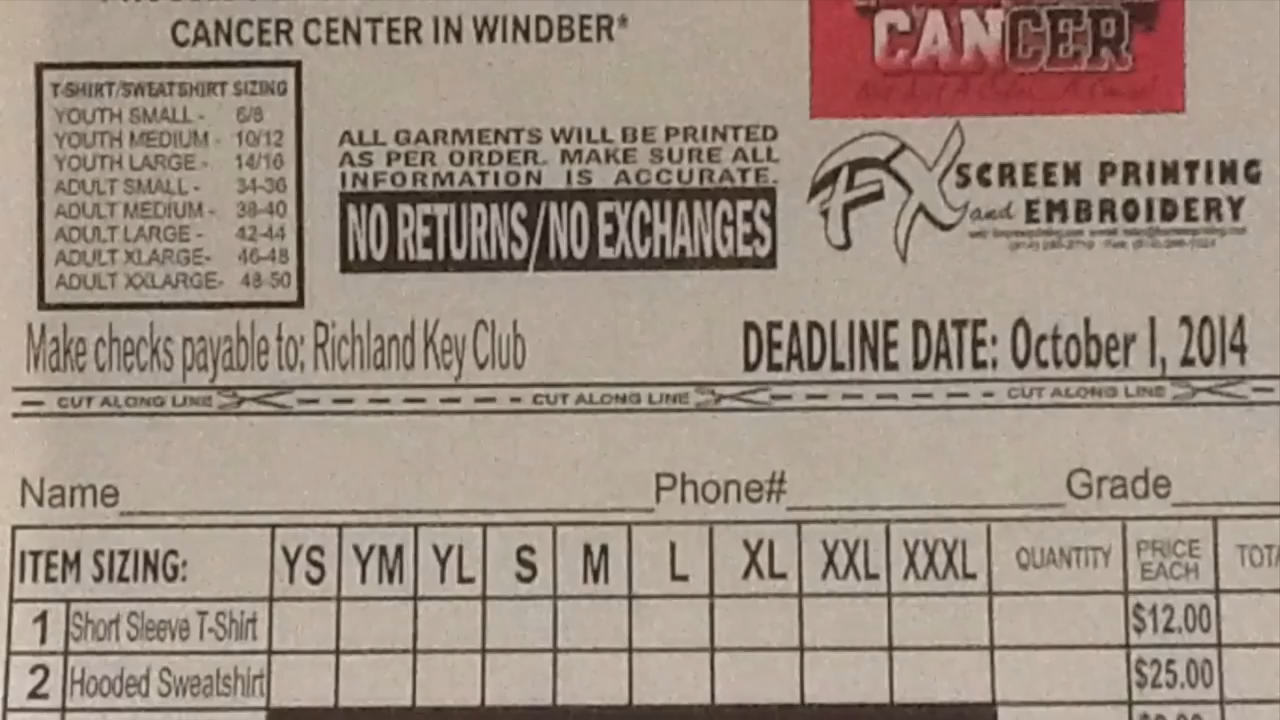 CANCER CENTER IN WINDBER*
CANCER
T-SHIRT/SWEATSHIRT SIZING
YOUTH SMALL - 6/8
YOUTH MEDIUM - 10/12
YOUTH LARGE - 14/16
ADULT SMALL - 34-36
ADULT MEDIUM - 38-40
ADULT LARGE - 42-44
ADULT XLARGE- 46-48
ADULT XXLARGE- 48-50
ALL GARMENTS WILL BE PRINTED
AS PER ORDER. MAKE SURE ALL
INFORMATION IS ACCURATE.
NO RETURNS/NO EXCHANGES
FX SCREEN PRINTING
and EMBROIDERY
Make checks payable to: Richland Key Club
DEADLINE DATE: October 1, 2014
CUT ALONG LINE CUT ALONG LINE CUT ALONG LINE
Name Phone# Grade
ITEM SIZING: YS YM YL S M L XL XXL XXXL QUANTITY PRICE EACH
1 Short Sleeve T-Shirt $12.00
2 Hooded Sweatshirt $25.00